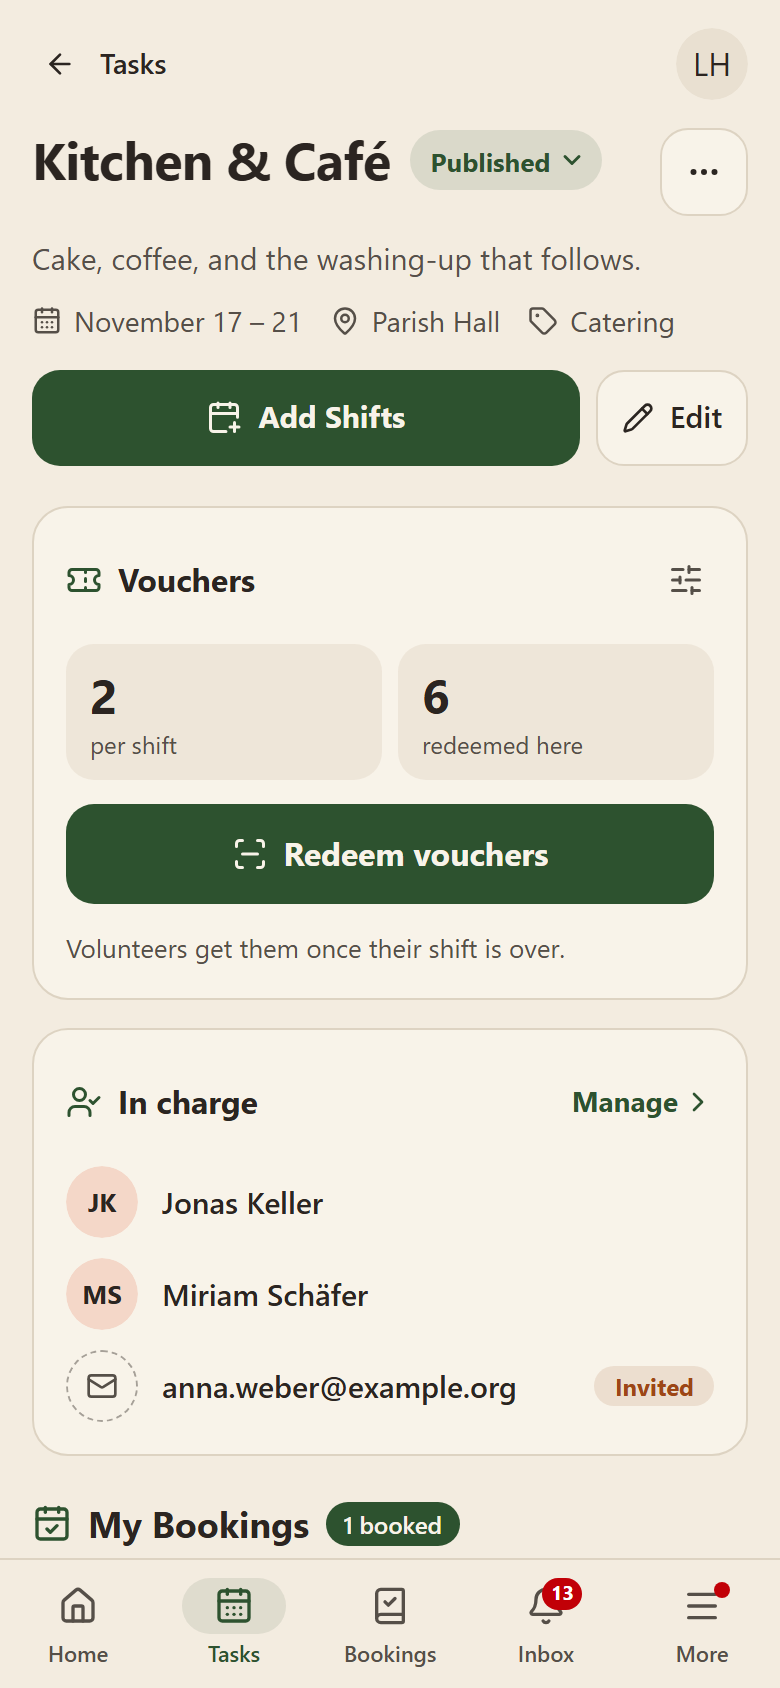 Tasks
LH
Kitchen & Café
Published
Cake, coffee, and the washing-up that follows.
November 17 – 21
Parish Hall
Catering
Add Shifts
Edit
Vouchers
2
per shift
6
redeemed here
Redeem vouchers
Volunteers get them once their shift is over.
In charge
Manage
JK
Jonas Keller
MS
Miriam Schäfer
anna.weber@example.org
Invited
My Bookings
1 booked
13
Home
Tasks
Bookings
Inbox
More